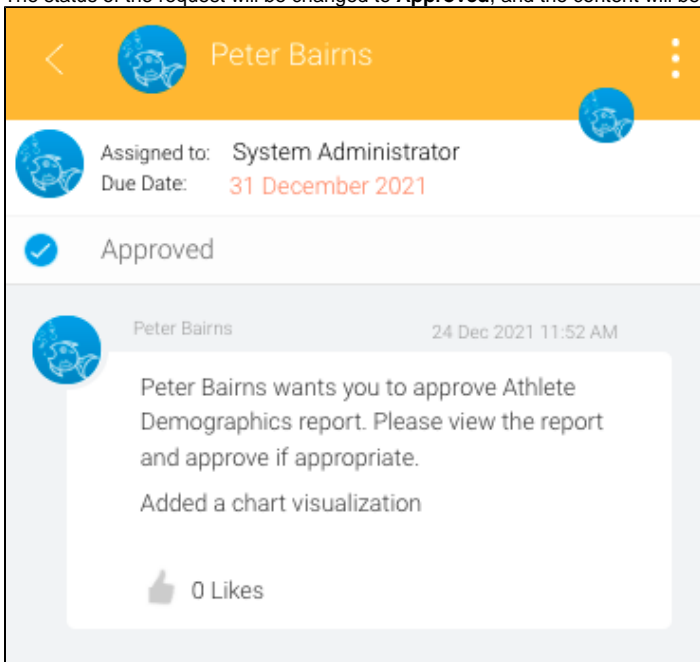 The status of the request will be changed to Approved, and the content will be
Peter Bairns
Assigned to: System Administrator
Due Date: 31 December 2021
Approved
Peter Bairns 24 Dec 2021 11:52 AM
Peter Bairns wants you to approve Athlete
Demographics report. Please view the report
and approve if appropriate.
Added a chart visualization
0 Likes